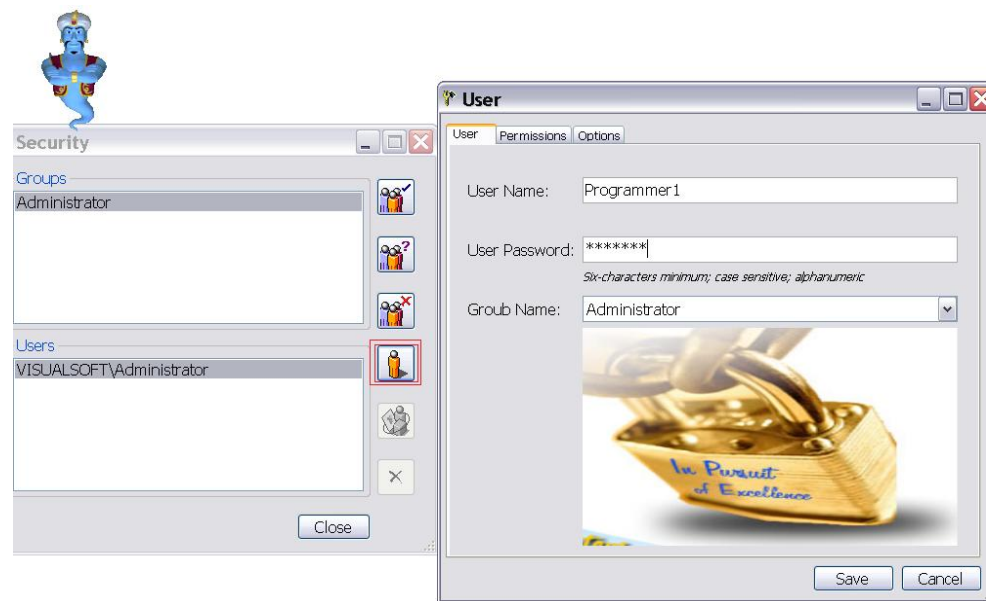 Security
Groups
Administrator
Users
VISUALSOFT\Administrator
Close
User
User Permissions Options
User Name: Programmer1
User Password: *******
Six-characters minimum; case sensitive; alphanumeric
Groub Name: Administrator
In Pursuit
of Excellence
Save Cancel